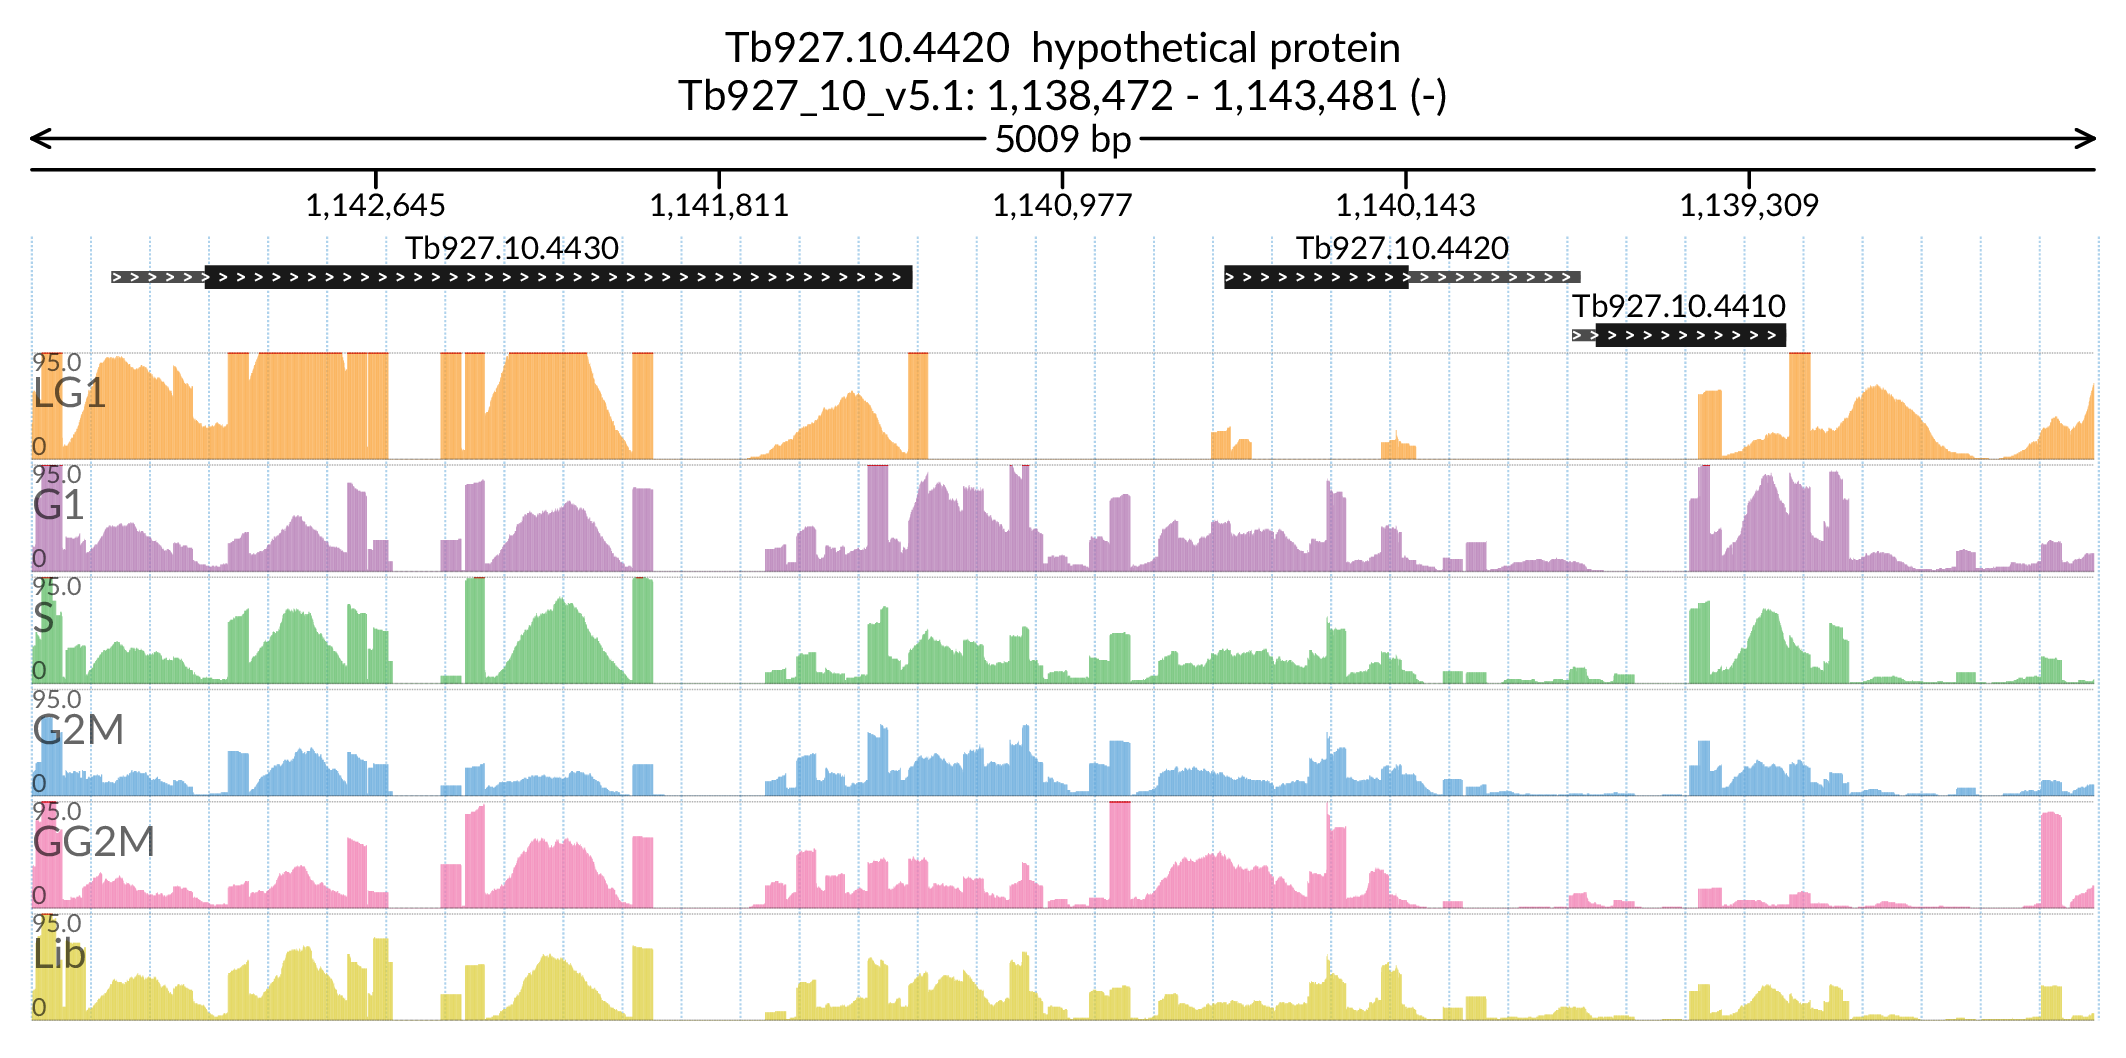 Tb927.10.4420  hypothetical protein
Tb927_10_v5.1: 1,138,472 - 1,143,481 (-)
5009 bp
1,142,645 1,141,811 1,140,977 1,140,143 1,139,309
Tb927.10.4430 Tb927.10.4420
Tb927.10.4410
95.0
LG1
0
95.0
G1
0
95.0
S
0
95.0
G2M
0
95.0
GG2M
0
95.0
Lib
0